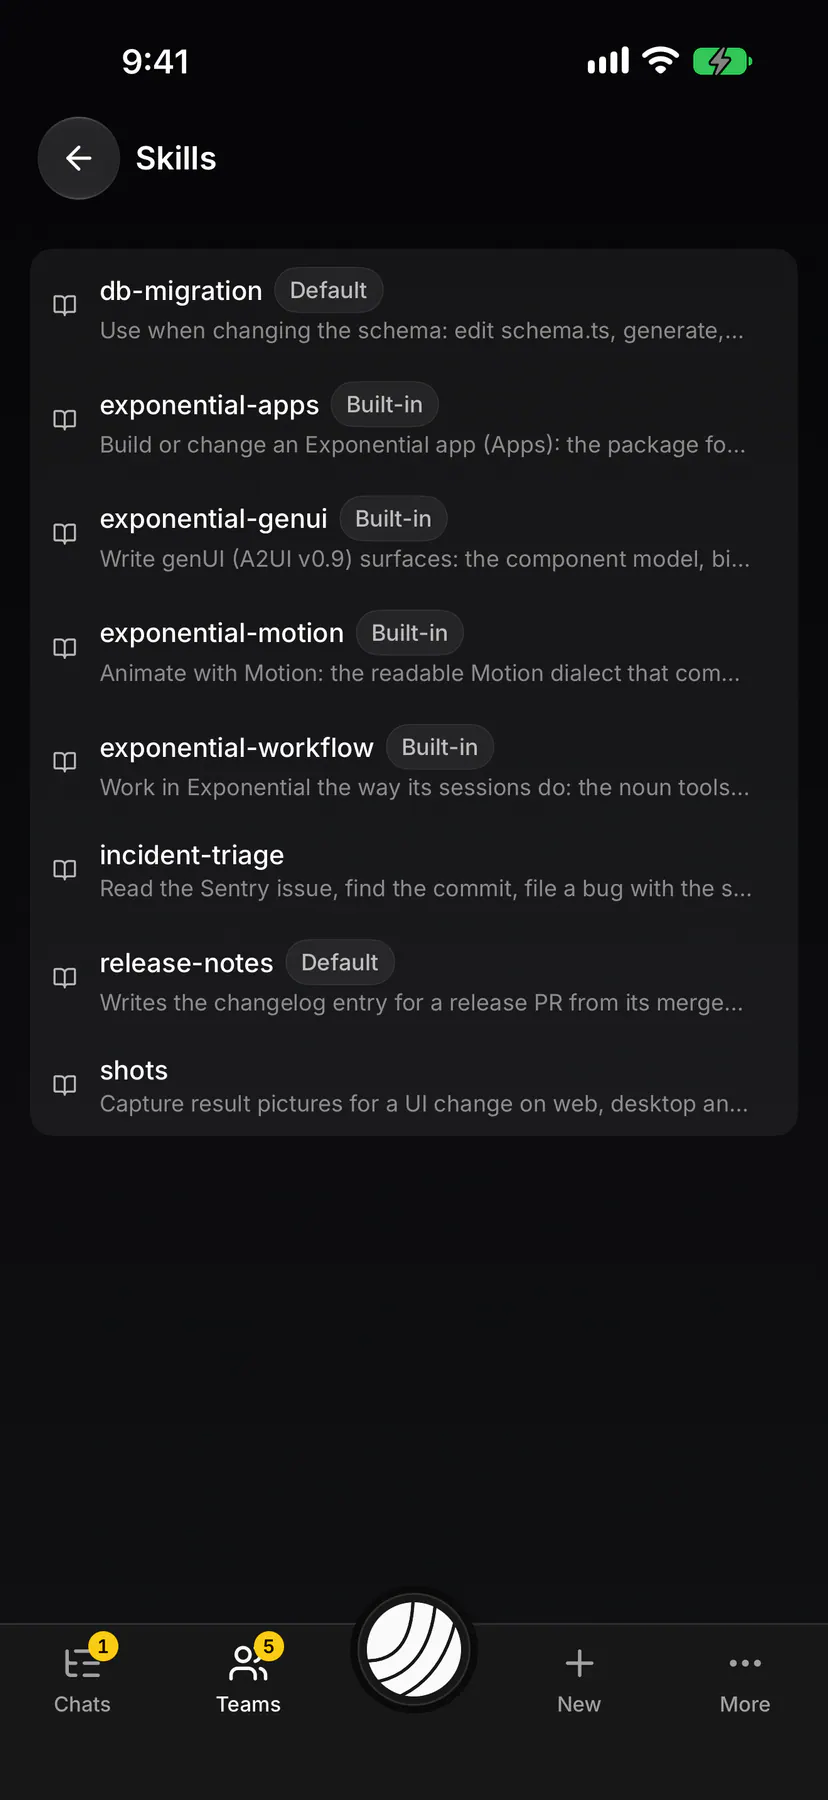 9:41
Skills
db-migration Default
Use when changing the schema: edit schema.ts, generate,...
exponential-apps Built-in
Build or change an Exponential app (Apps): the package fo...
exponential-genui Built-in
Write genUI (A2UI v0.9) surfaces: the component model, bi...
exponential-motion Built-in
Animate with Motion: the readable Motion dialect that com...
exponential-workflow Built-in
Work in Exponential the way its sessions do: the noun tools...
incident-triage
Read the Sentry issue, find the commit, file a bug with the s...
release-notes Default
Writes the changelog entry for a release PR from its merge...
shots
Capture result pictures for a UI change on web, desktop an...
1 5
Chats Teams New More